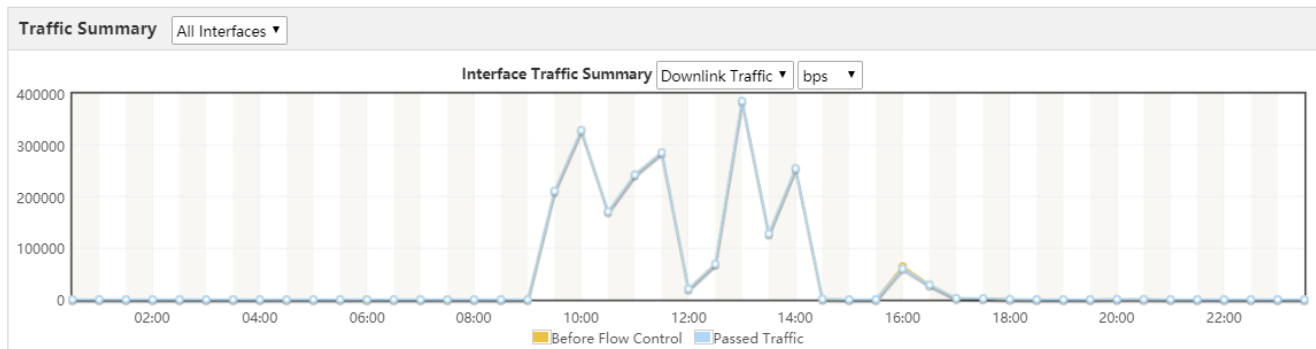 Traffic Summary All Interfaces
Interface Traffic Summary Downlink Traffic bps
400000
300000
200000
100000
0
02:00 04:00 06:00 08:00 10:00 12:00 14:00 16:00 18:00 20:00 22:00
Before Flow Control Passed Traffic